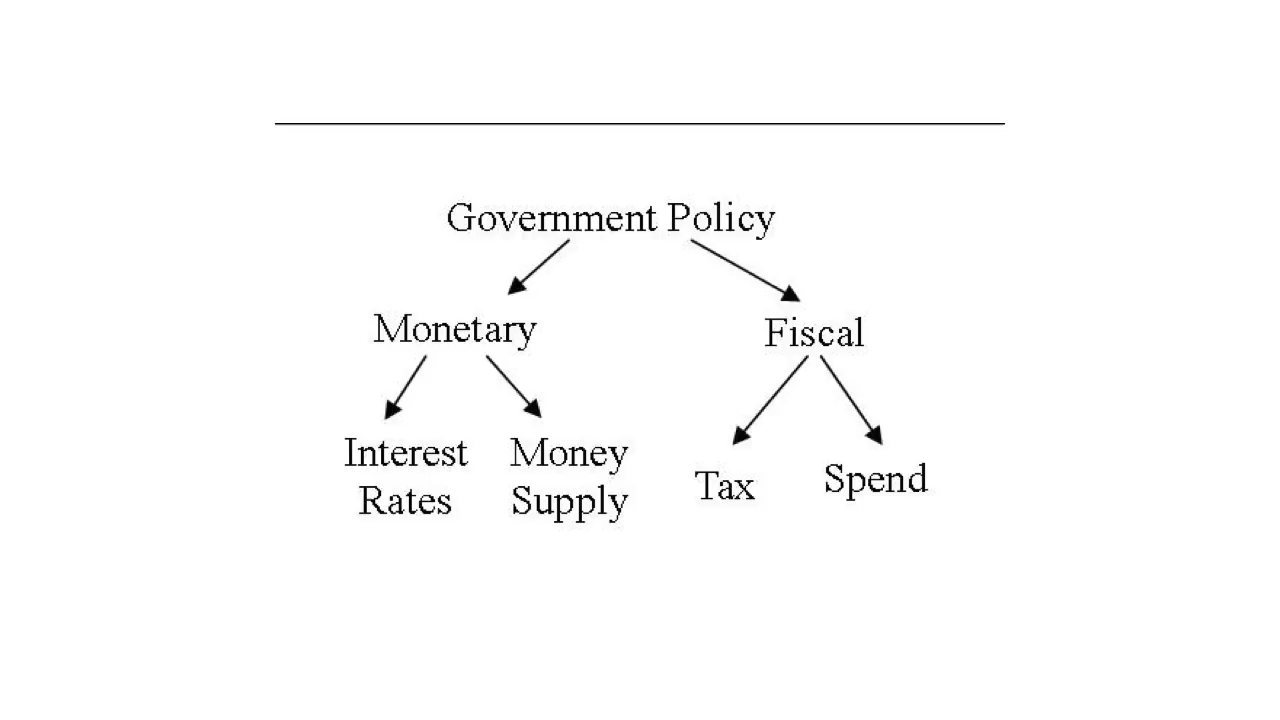 Government Policy
Monetary
Fiscal
Interest
Rates
Money
Supply
Tax
Spend